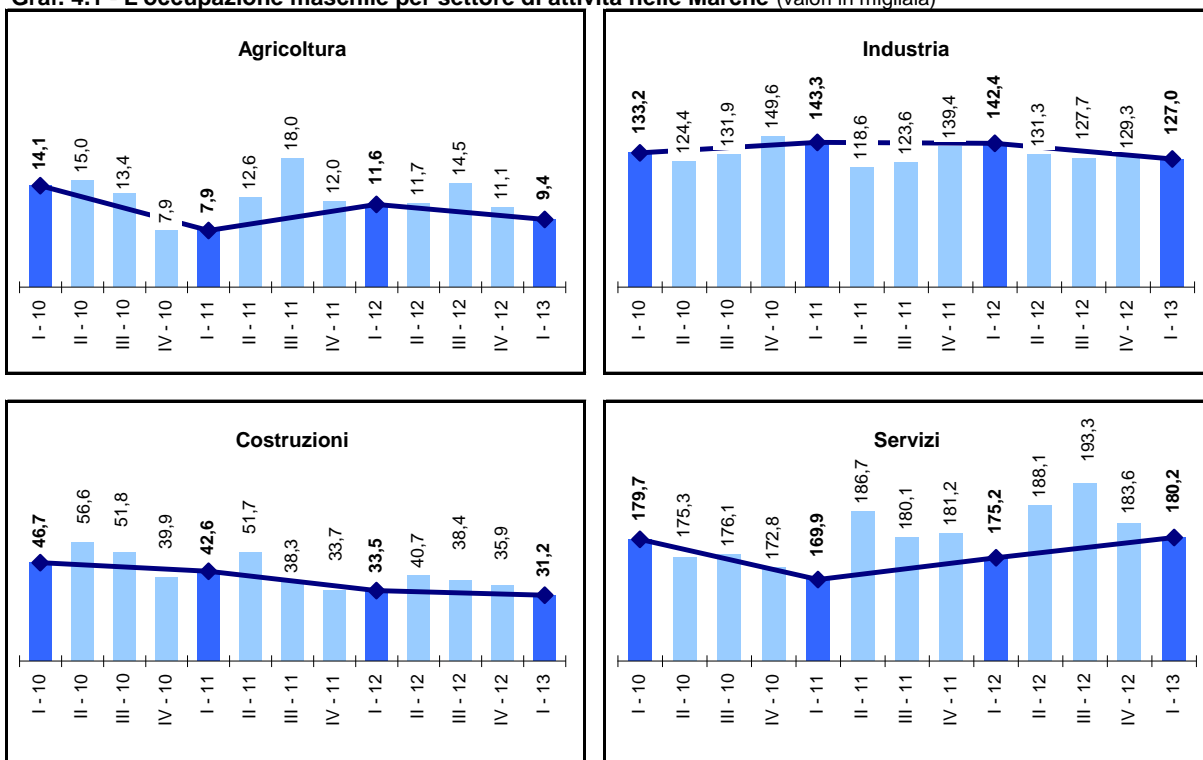 Graf. 4.1 - L'occupazione maschile per settore di attività nelle Marche (valori in migliaia)
Agricoltura
14,1
15,0
13,4
7,9
7,9
12,6
18,0
12,0
11,6
11,7
14,5
11,1
9,4
I - 10
II - 10
III - 10
IV - 10
I - 11
II - 11
III - 11
IV - 11
I - 12
II - 12
III - 12
IV - 12
I - 13
Industria
133,2
124,4
131,9
149,6
143,3
118,6
123,6
139,4
142,4
131,3
127,7
129,3
127,0
I - 10
II - 10
III - 10
IV - 10
I - 11
II - 11
III - 11
IV - 11
I - 12
II - 12
III - 12
IV - 12
I - 13
Costruzioni
46,7
56,6
51,8
39,9
42,6
51,7
38,3
33,7
33,5
40,7
38,4
35,9
31,2
I - 10
II - 10
III - 10
IV - 10
I - 11
II - 11
III - 11
IV - 11
I - 12
II - 12
III - 12
IV - 12
I - 13
Servizi
179,7
175,3
176,1
172,8
169,9
186,7
180,1
181,2
175,2
188,1
193,3
183,6
180,2
I - 10
II - 10
III - 10
IV - 10
I - 11
II - 11
III - 11
IV - 11
I - 12
II - 12
III - 12
IV - 12
I - 13